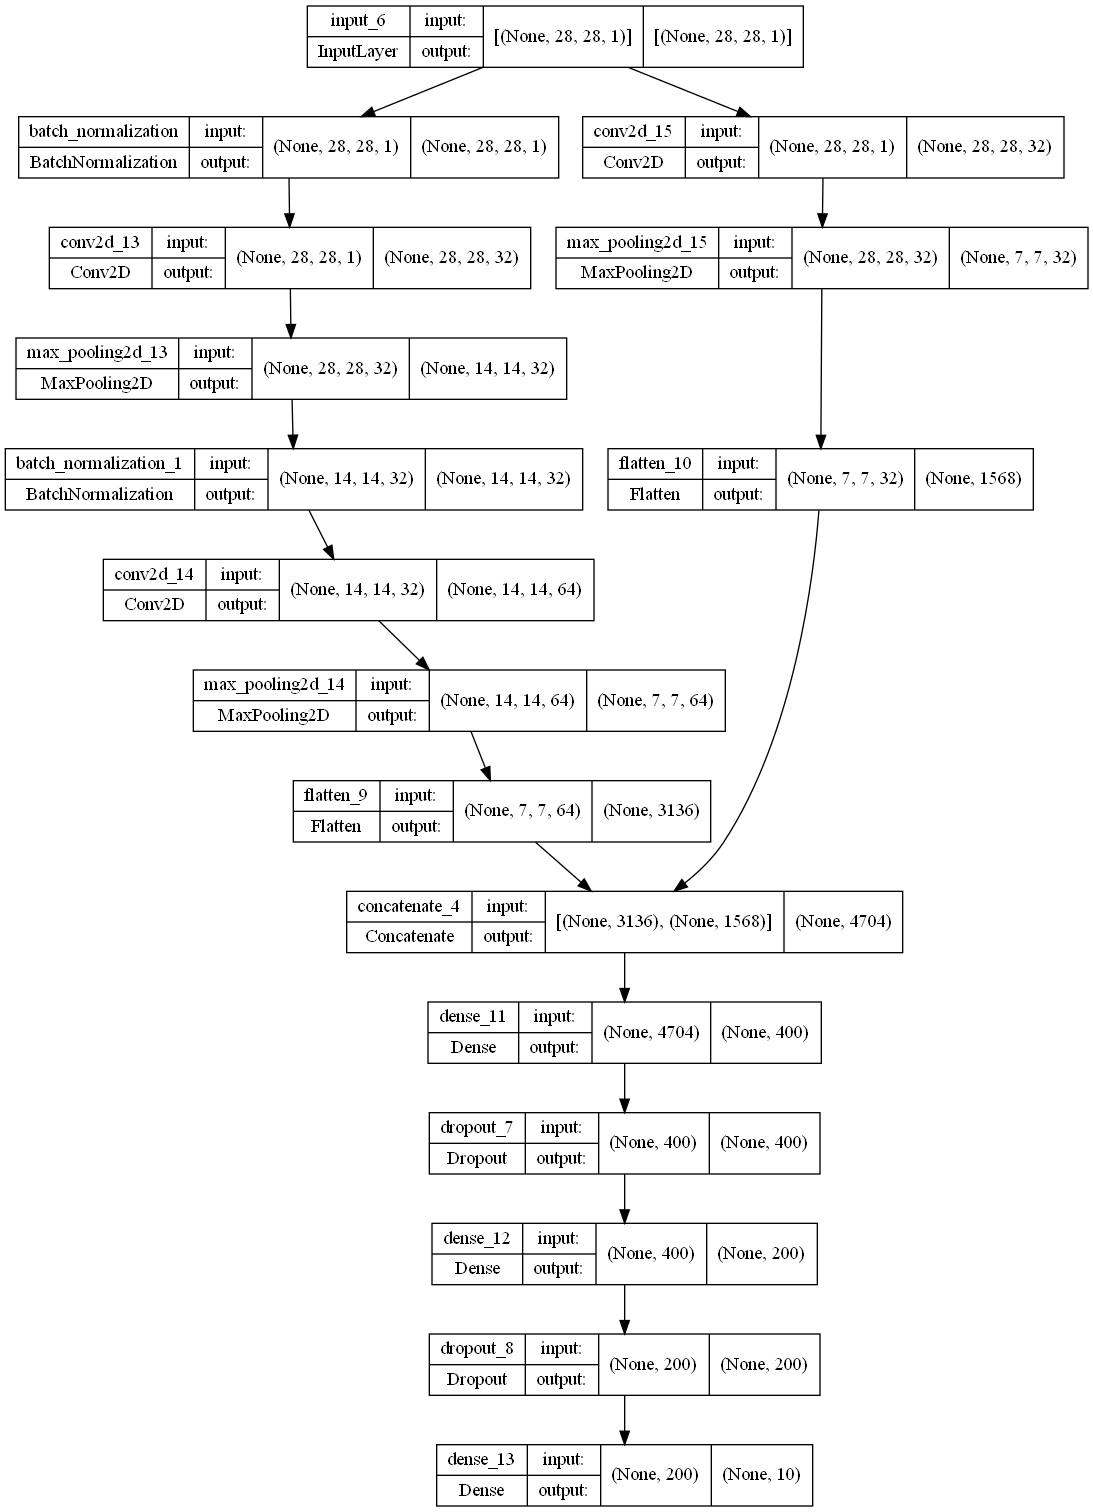 input_6
input:
[(None, 28, 28, 1)]
[(None, 28, 28, 1)]
InputLayer
output:
batch_normalization
input:
(None, 28, 28, 1)
(None, 28, 28, 1)
BatchNormalization
output:
conv2d_15
input:
(None, 28, 28, 1)
(None, 28, 28, 32)
Conv2D
output:
conv2d_13
input:
(None, 28, 28, 1)
(None, 28, 28, 32)
Conv2D
output:
max_pooling2d_15
input:
(None, 28, 28, 32)
(None, 7, 7, 32)
MaxPooling2D
output:
max_pooling2d_13
input:
(None, 28, 28, 32)
(None, 14, 14, 32)
MaxPooling2D
output:
batch_normalization_1
input:
(None, 14, 14, 32)
(None, 14, 14, 32)
BatchNormalization
output:
flatten_10
input:
(None, 7, 7, 32)
(None, 1568)
Flatten
output:
conv2d_14
input:
(None, 14, 14, 32)
(None, 14, 14, 64)
Conv2D
output:
max_pooling2d_14
input:
(None, 14, 14, 64)
(None, 7, 7, 64)
MaxPooling2D
output:
flatten_9
input:
(None, 7, 7, 64)
(None, 3136)
Flatten
output:
concatenate_4
input:
[(None, 3136), (None, 1568)]
(None, 4704)
Concatenate
output:
dense_11
input:
(None, 4704)
(None, 400)
Dense
output:
dropout_7
input:
(None, 400)
(None, 400)
Dropout
output:
dense_12
input:
(None, 400)
(None, 200)
Dense
output:
dropout_8
input:
(None, 200)
(None, 200)
Dropout
output:
dense_13
input:
(None, 200)
(None, 10)
Dense
output: